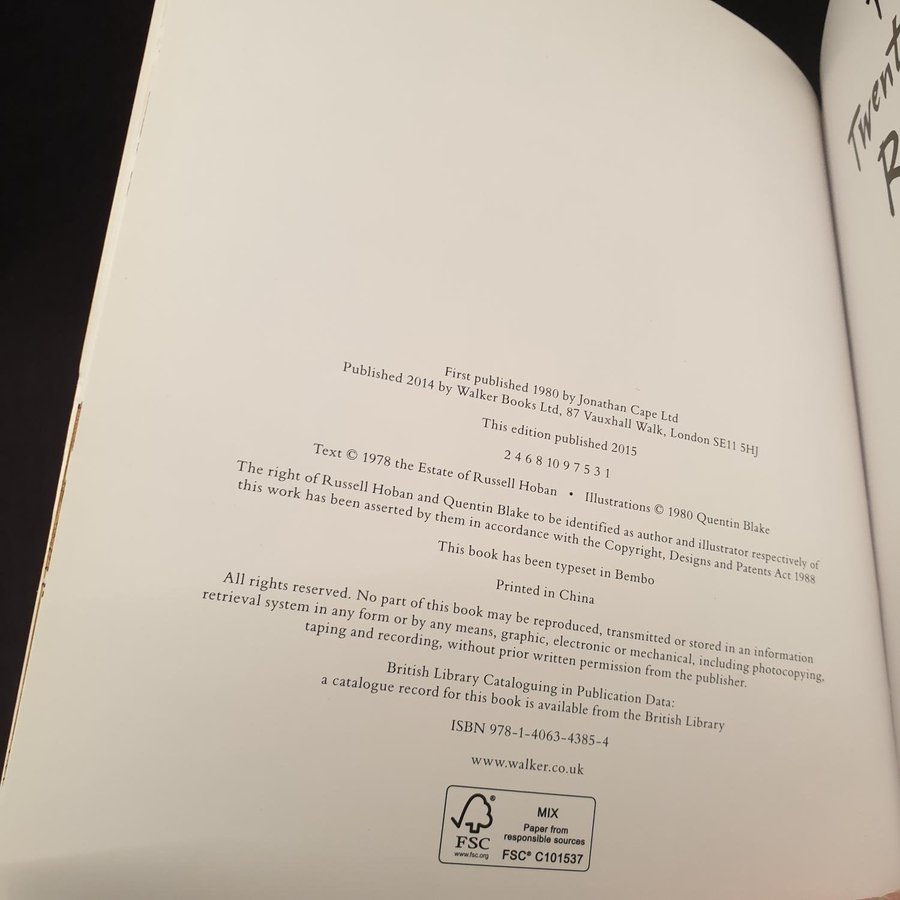 First published 1980 by Jonathan Cape Ltd
Published 2014 by Walker Books Ltd, 87 Vauxhall Walk, London SE11 5HJ
This edition published 2015
2 4 6 8 10 9 7 5 3 1
Text © 1978 the Estate of Russell Hoban • Illustrations © 1980 Quentin Blake
The right of Russell Hoban and Quentin Blake to be identified as author and illustrator respectively of
this work has been asserted by them in accordance with the Copyright, Designs and Patents Act 1988
This book has been typeset in Bembo
Printed in China
All rights reserved. No part of this book may be reproduced, transmitted or stored in an information
retrieval system in any form or by any means, graphic, electronic or mechanical, including photocopying,
taping and recording, without prior written permission from the publisher.
British Library Cataloguing in Publication Data:
a catalogue record for this book is available from the British Library
ISBN 978-1-4063-4385-4
www.walker.co.uk
FSC
www.fsc.org
MIX
Paper from
responsible sources
FSC® C101537